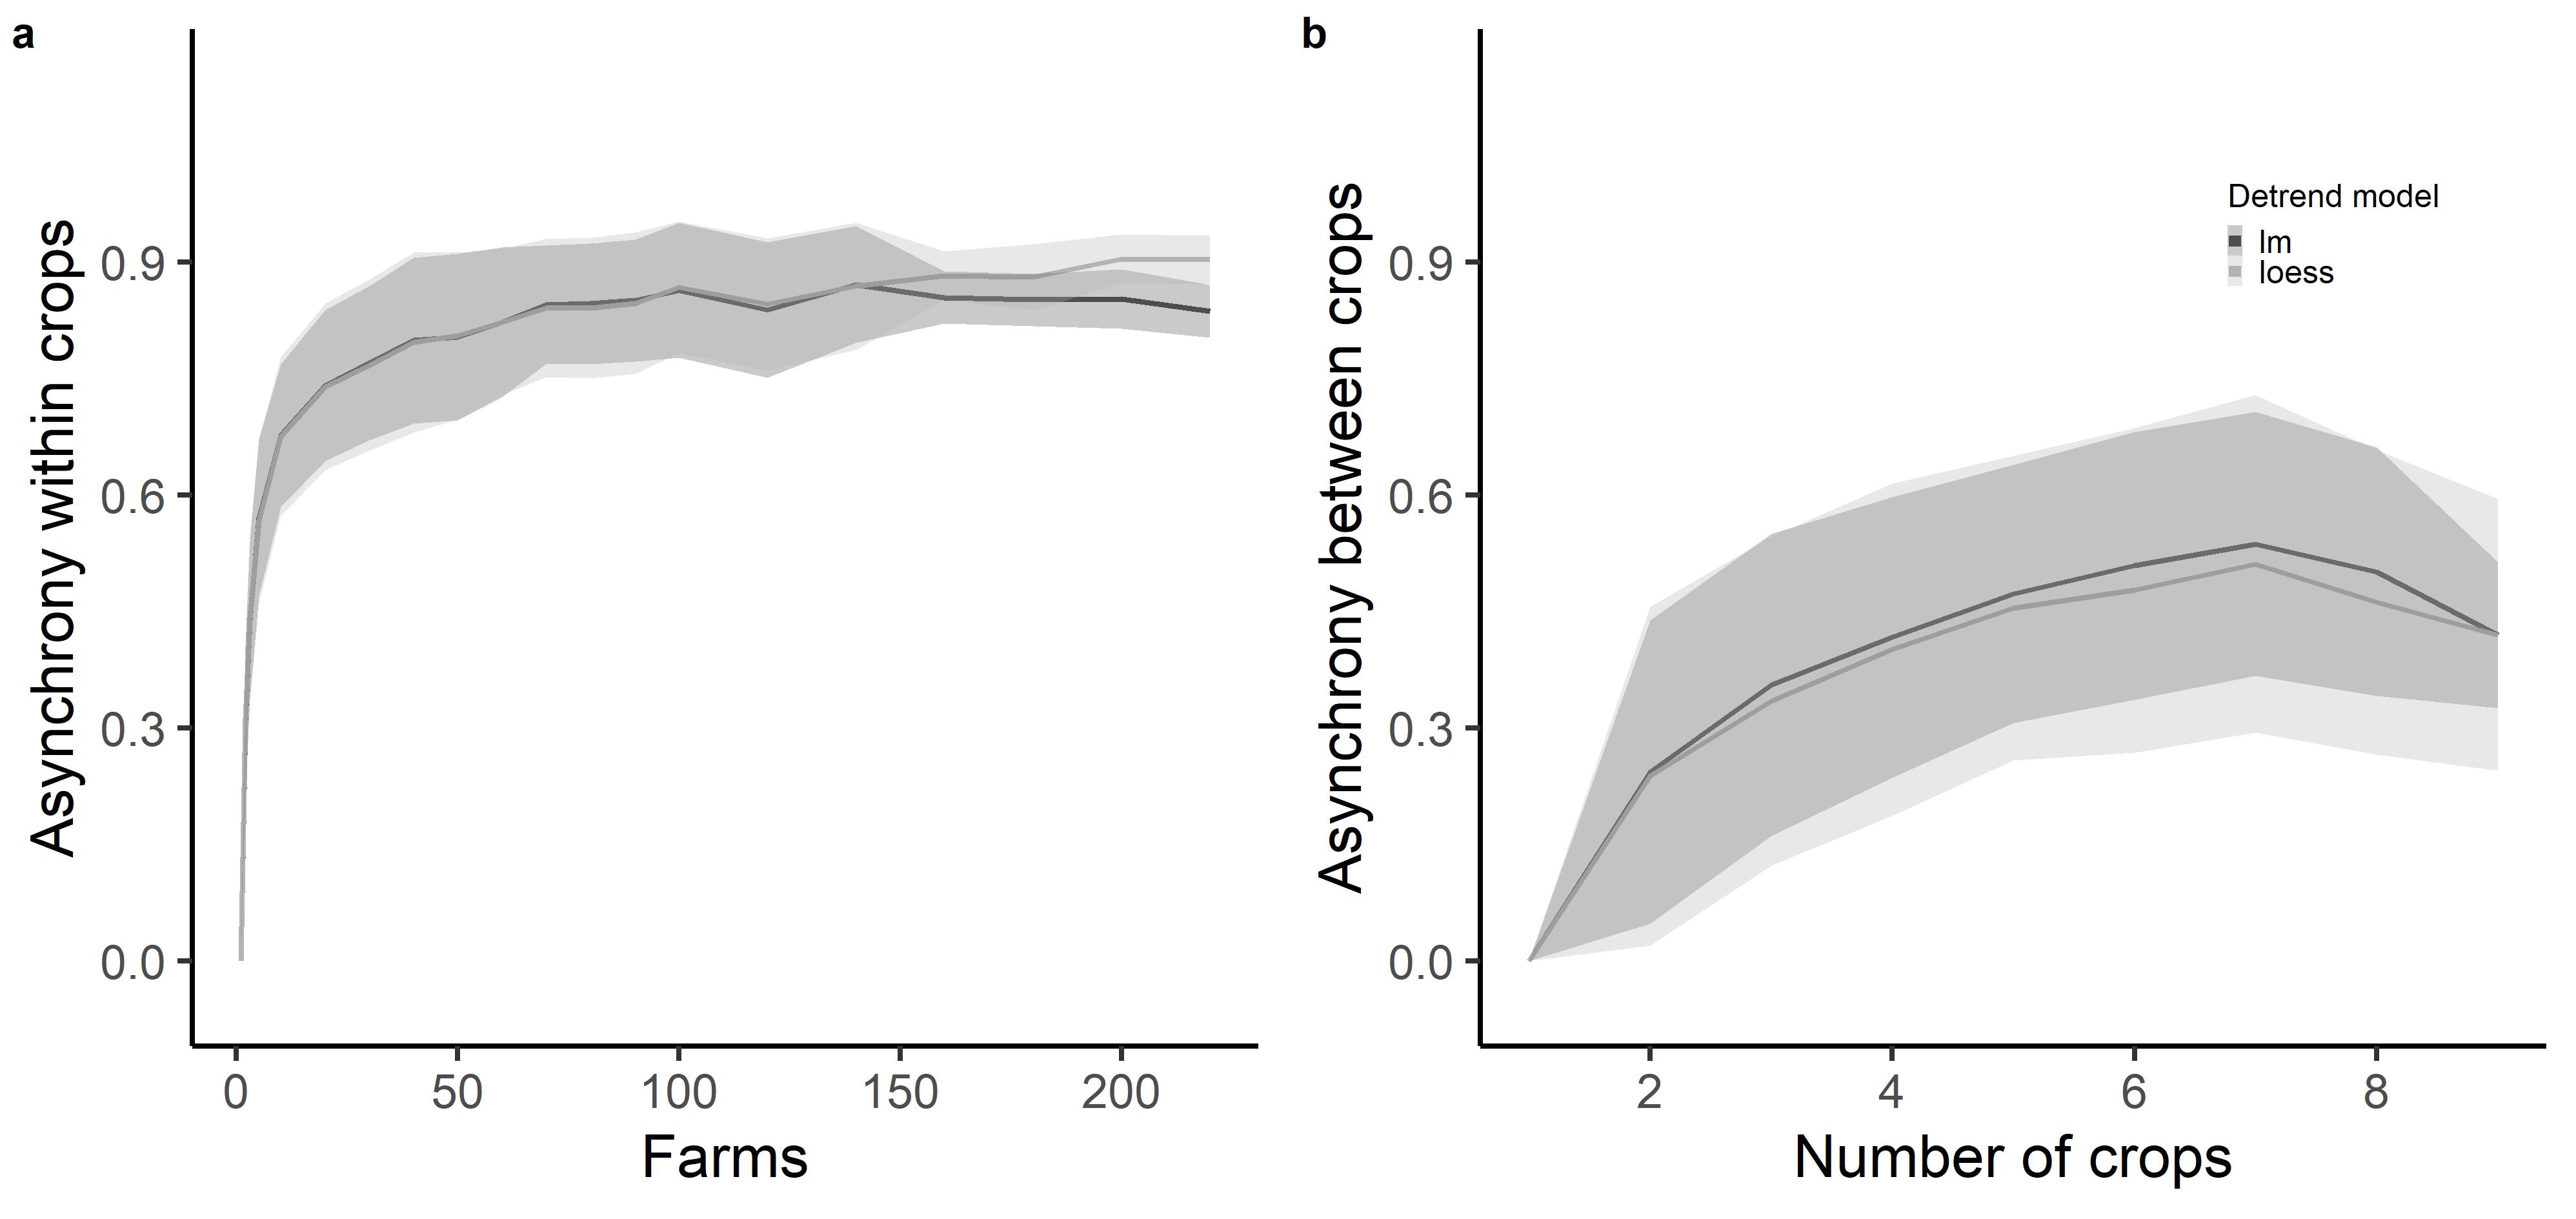 a
Asynchrony within crops
0.9
0.6
0.3
0.0
0 50 100 150 200
Farms
b
Asynchrony between crops
0.9
0.6
0.3
0.0
2 4 6 8
Number of crops
Detrend model
lm
loess